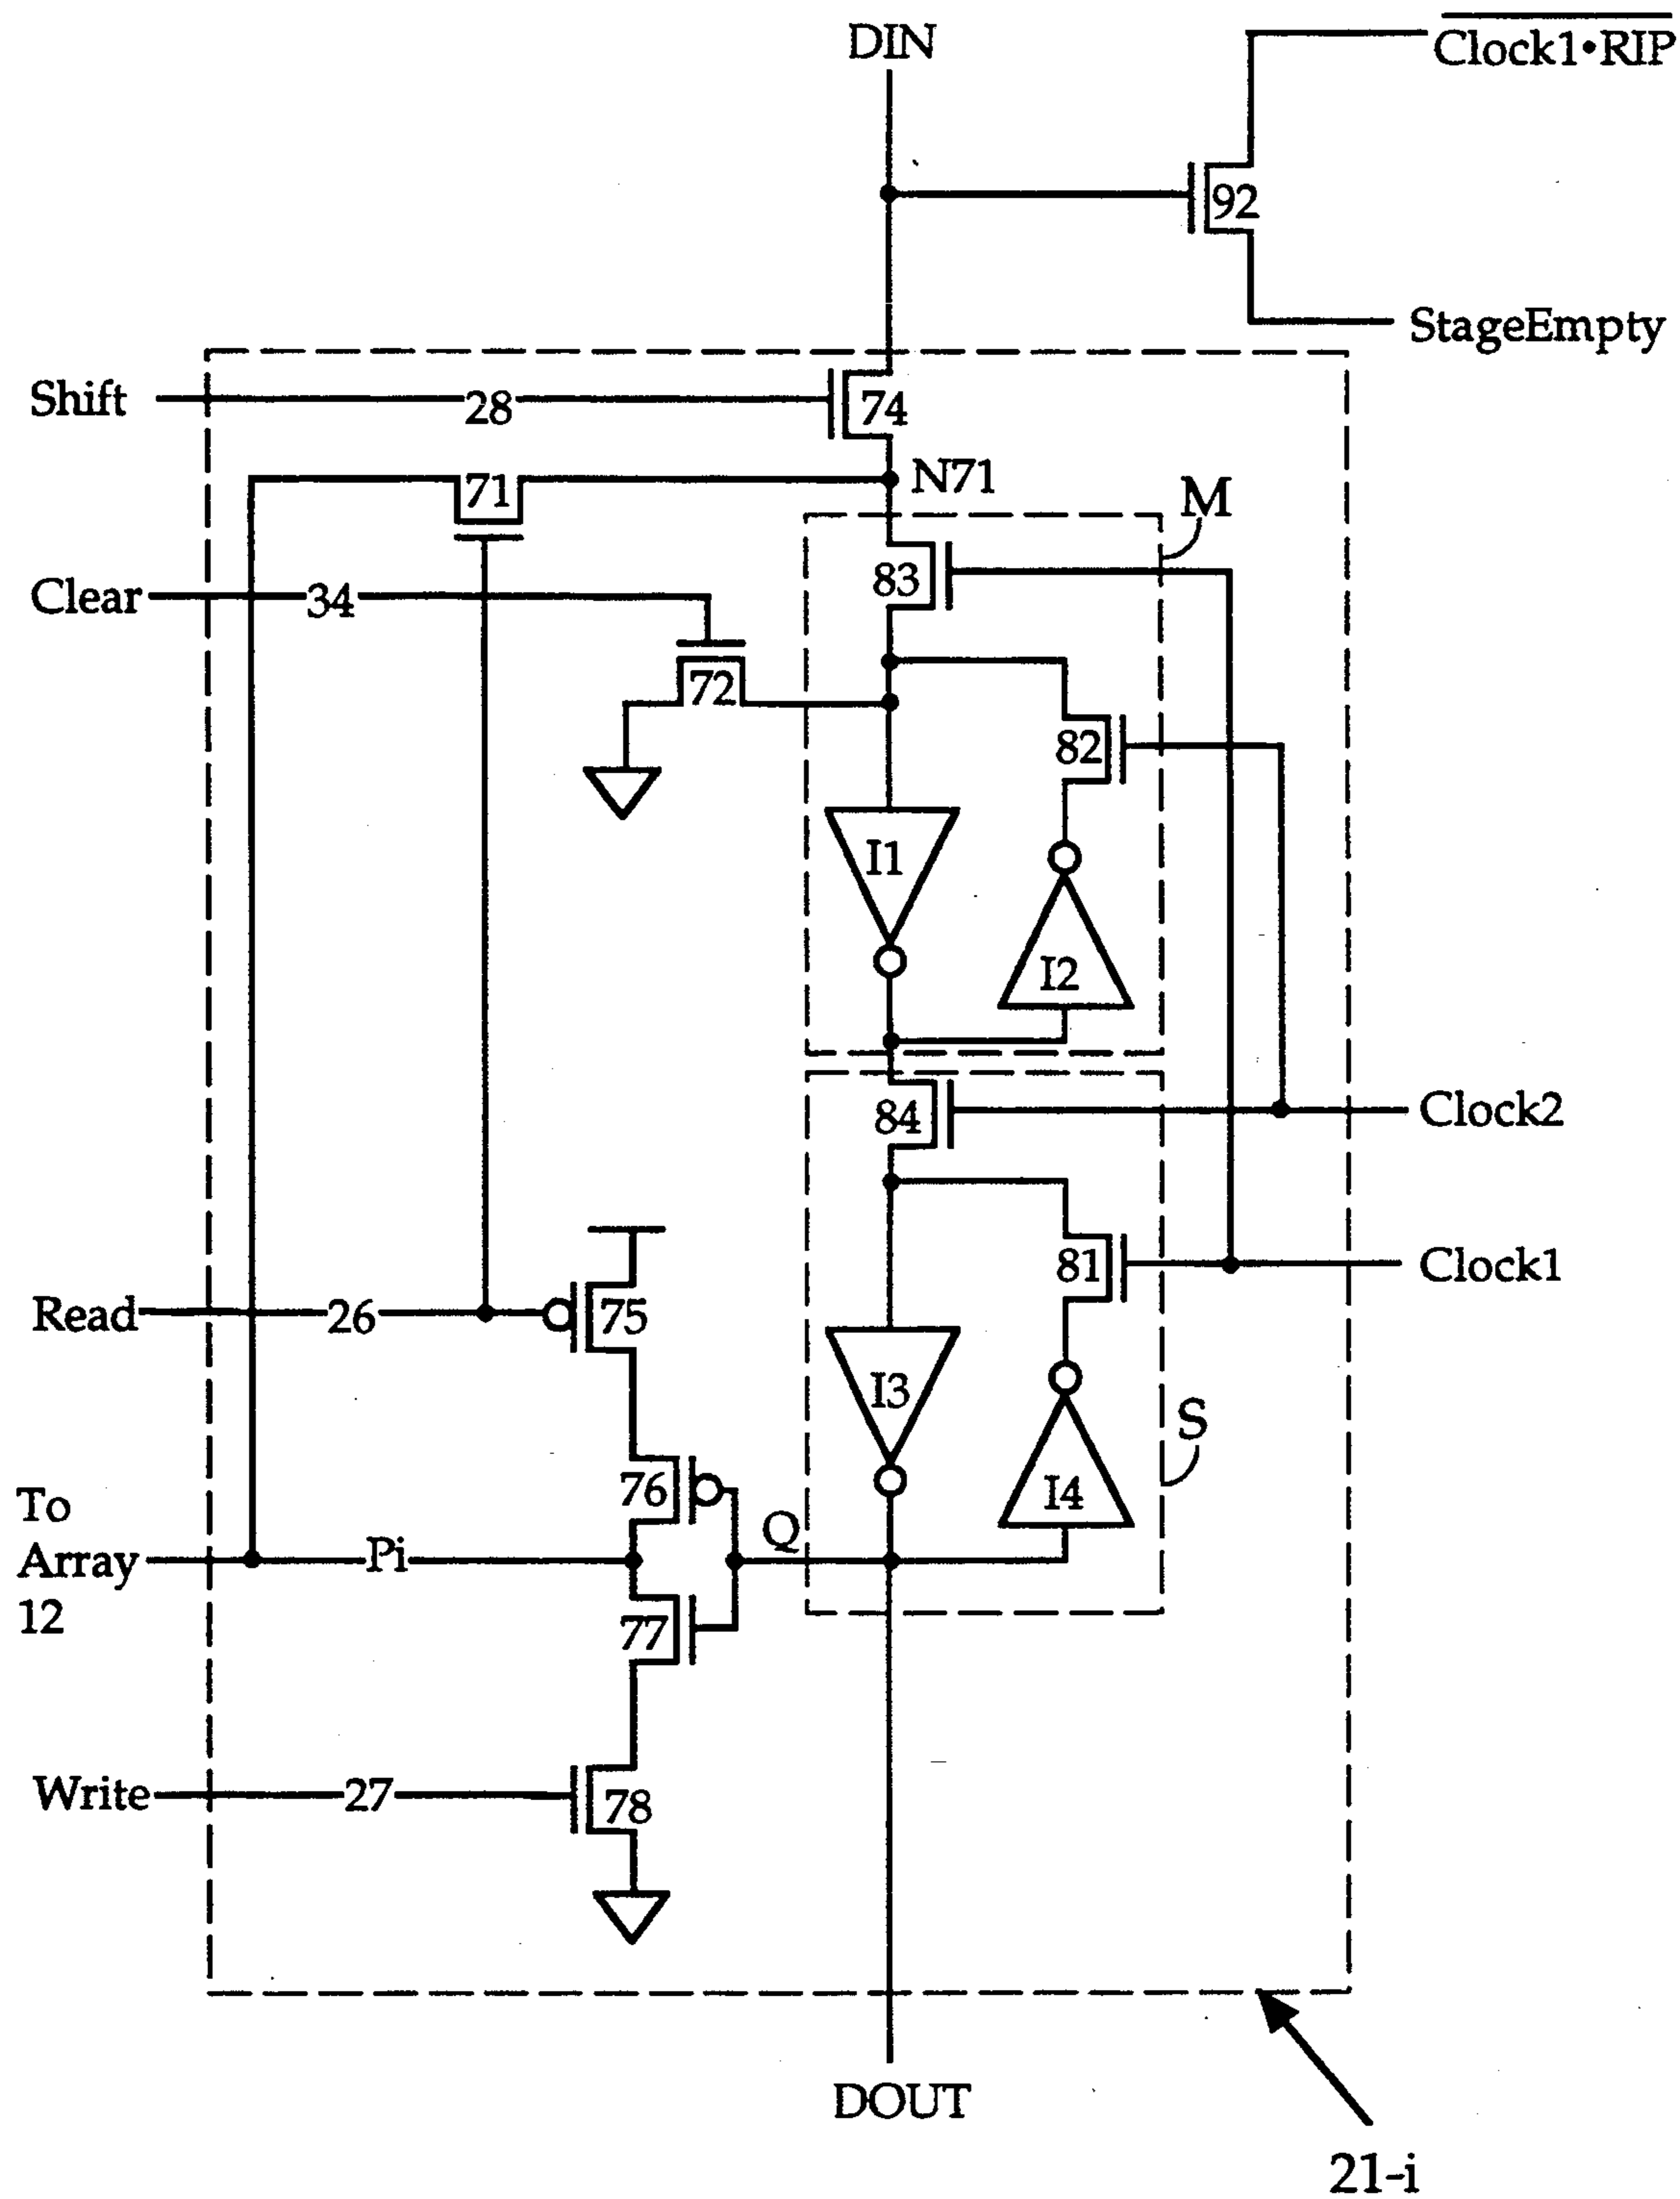 DIN
Clock1•RIP
92
StageEmpty
Shift
28
74
71
N71
M
83
Clear
34
72
82
I1
I2
84
Clock2
81
Clock1
Read
26
75
I3
S
76
I4
To
Array
12
Pi
Q
77
Write
27
78
DOUT
21-i